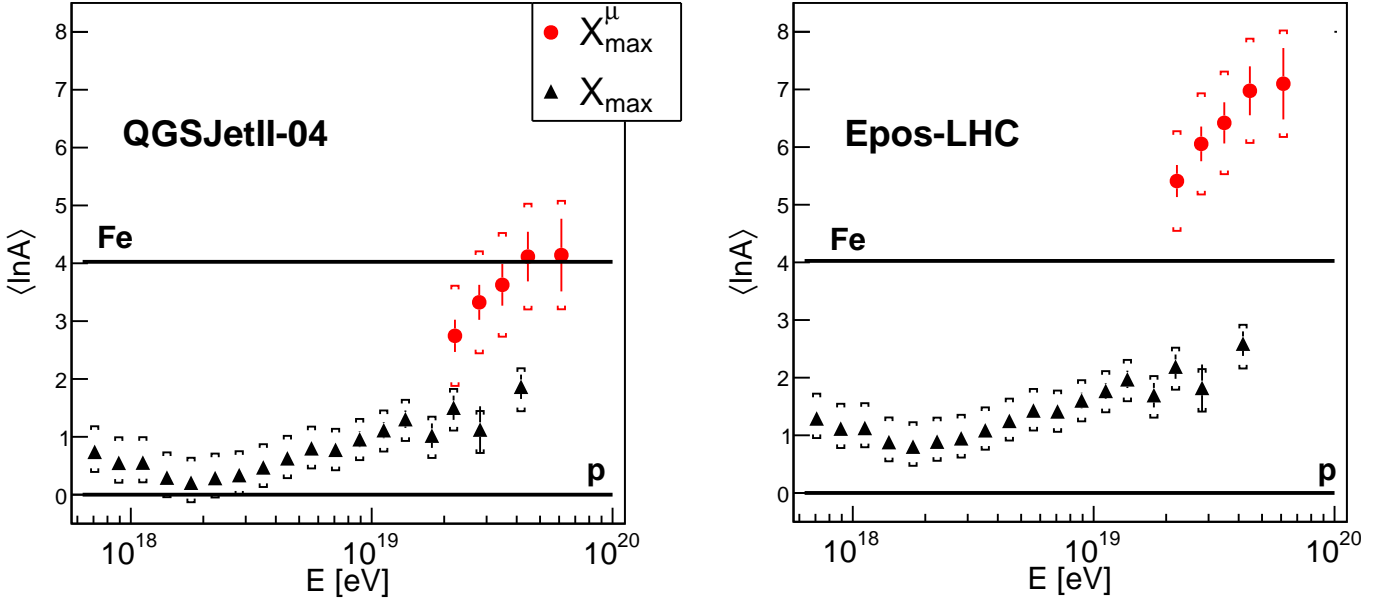 X^μ_max
X_max
QGSJetII-04
Fe
p
⟨lnA⟩
8
7
6
5
4
3
2
1
0
10^18
10^19
10^20
E [eV]
Epos-LHC
Fe
p
⟨lnA⟩
8
7
6
5
4
3
2
1
0
10^18
10^19
10^20
E [eV]